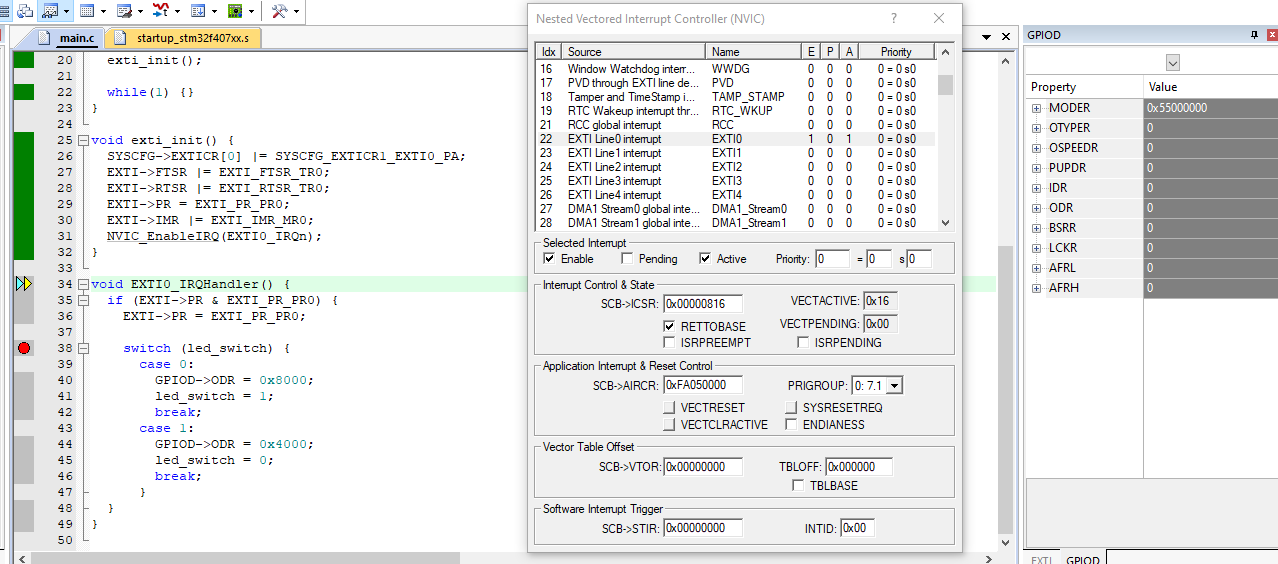 main.c
startup_stm32f407xx.s
20 exti_init();
21
22 while(1) {}
23 }
24
25 void exti_init() {
26 SYSCFG->EXTICR[0] |= SYSCFG_EXTICR1_EXTI0_PA;
27 EXTI->FTSR |= EXTI_FTSR_TR0;
28 EXTI->RTSR |= EXTI_RTSR_TR0;
29 EXTI->PR = EXTI_PR_PR0;
30 EXTI->IMR |= EXTI_IMR_MR0;
31 NVIC_EnableIRQ(EXTI0_IRQn);
32 }
33
34 void EXTI0_IRQHandler() {
35 if (EXTI->PR & EXTI_PR_PR0) {
36 EXTI->PR = EXTI_PR_PR0;
37
38 switch (led_switch) {
39 case 0:
40 GPIOD->ODR = 0x8000;
41 led_switch = 1;
42 break;
43 case 1:
44 GPIOD->ODR = 0x4000;
45 led_switch = 0;
46 break;
47 }
48 }
49 }
50
Nested Vectored Interrupt Controller (NVIC)
Idx Source Name E P A Priority
16 Window Watchdog interr... WWDG 0 0 0 0 = 0 s0
17 PVD through EXTI line de... PVD 0 0 0 0 = 0 s0
18 Tamper and TimeStamp i... TAMP_STAMP 0 0 0 0 = 0 s0
19 RTC Wakeup interrupt thr... RTC_WKUP 0 0 0 0 = 0 s0
21 RCC global interrupt RCC 0 0 0 0 = 0 s0
22 EXTI Line0 interrupt EXTI0 1 0 1 0 = 0 s0
23 EXTI Line1 interrupt EXTI1 0 0 0 0 = 0 s0
24 EXTI Line2 interrupt EXTI2 0 0 0 0 = 0 s0
25 EXTI Line3 interrupt EXTI3 0 0 0 0 = 0 s0
26 EXTI Line4 interrupt EXTI4 0 0 0 0 = 0 s0
27 DMA1 Stream0 global inte... DMA1_Stream0 0 0 0 0 = 0 s0
28 DMA1 Stream1 global inte... DMA1_Stream1 0 0 0 0 = 0 s0
Selected Interrupt
Enable Pending Active Priority: 0 = 0 s 0
Interrupt Control & State
SCB->ICSR: 0x00000816 VECTACTIVE: 0x16
RETTOBASE VECTPENDING: 0x00
ISRPREEMPT ISRPENDING
Application Interrupt & Reset Control
SCB->AIRCR: 0xFA050000 PRIGROUP: 0: 7.1
VECTRESET SYSRESETREQ
VECTCLRACTIVE ENDIANESS
Vector Table Offset
SCB->VTOR: 0x00000000 TBLOFF: 0x000000
TBLBASE
Software Interrupt Trigger
SCB->STIR: 0x00000000 INTID: 0x00
GPIOD
Property Value
MODER 0x55000000
OTYPER 0
OSPEEDR 0
PUPDR 0
IDR 0
ODR 0
BSRR 0
LCKR 0
AFRL 0
AFRH 0
EXTI GPIOD